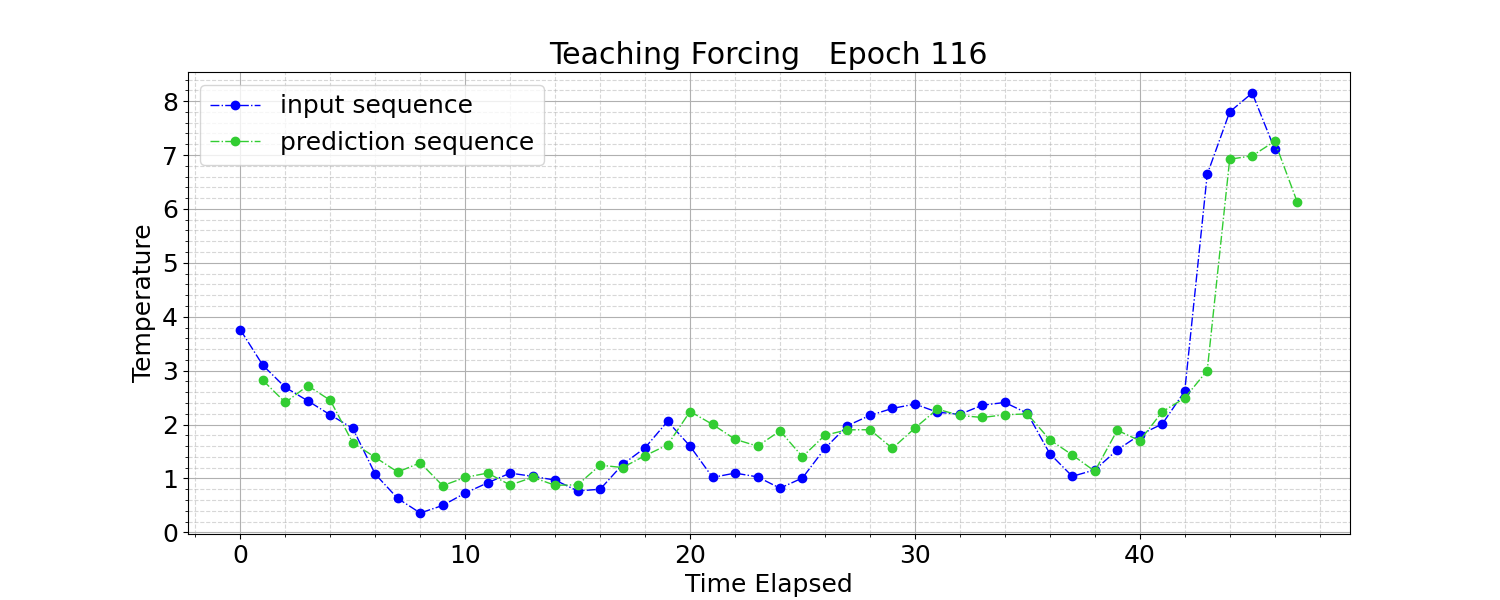 Teaching Forcing   Epoch 116
input sequence
prediction sequence
Temperature
8
7
6
5
4
3
2
1
0
0 10 20 30 40
Time Elapsed